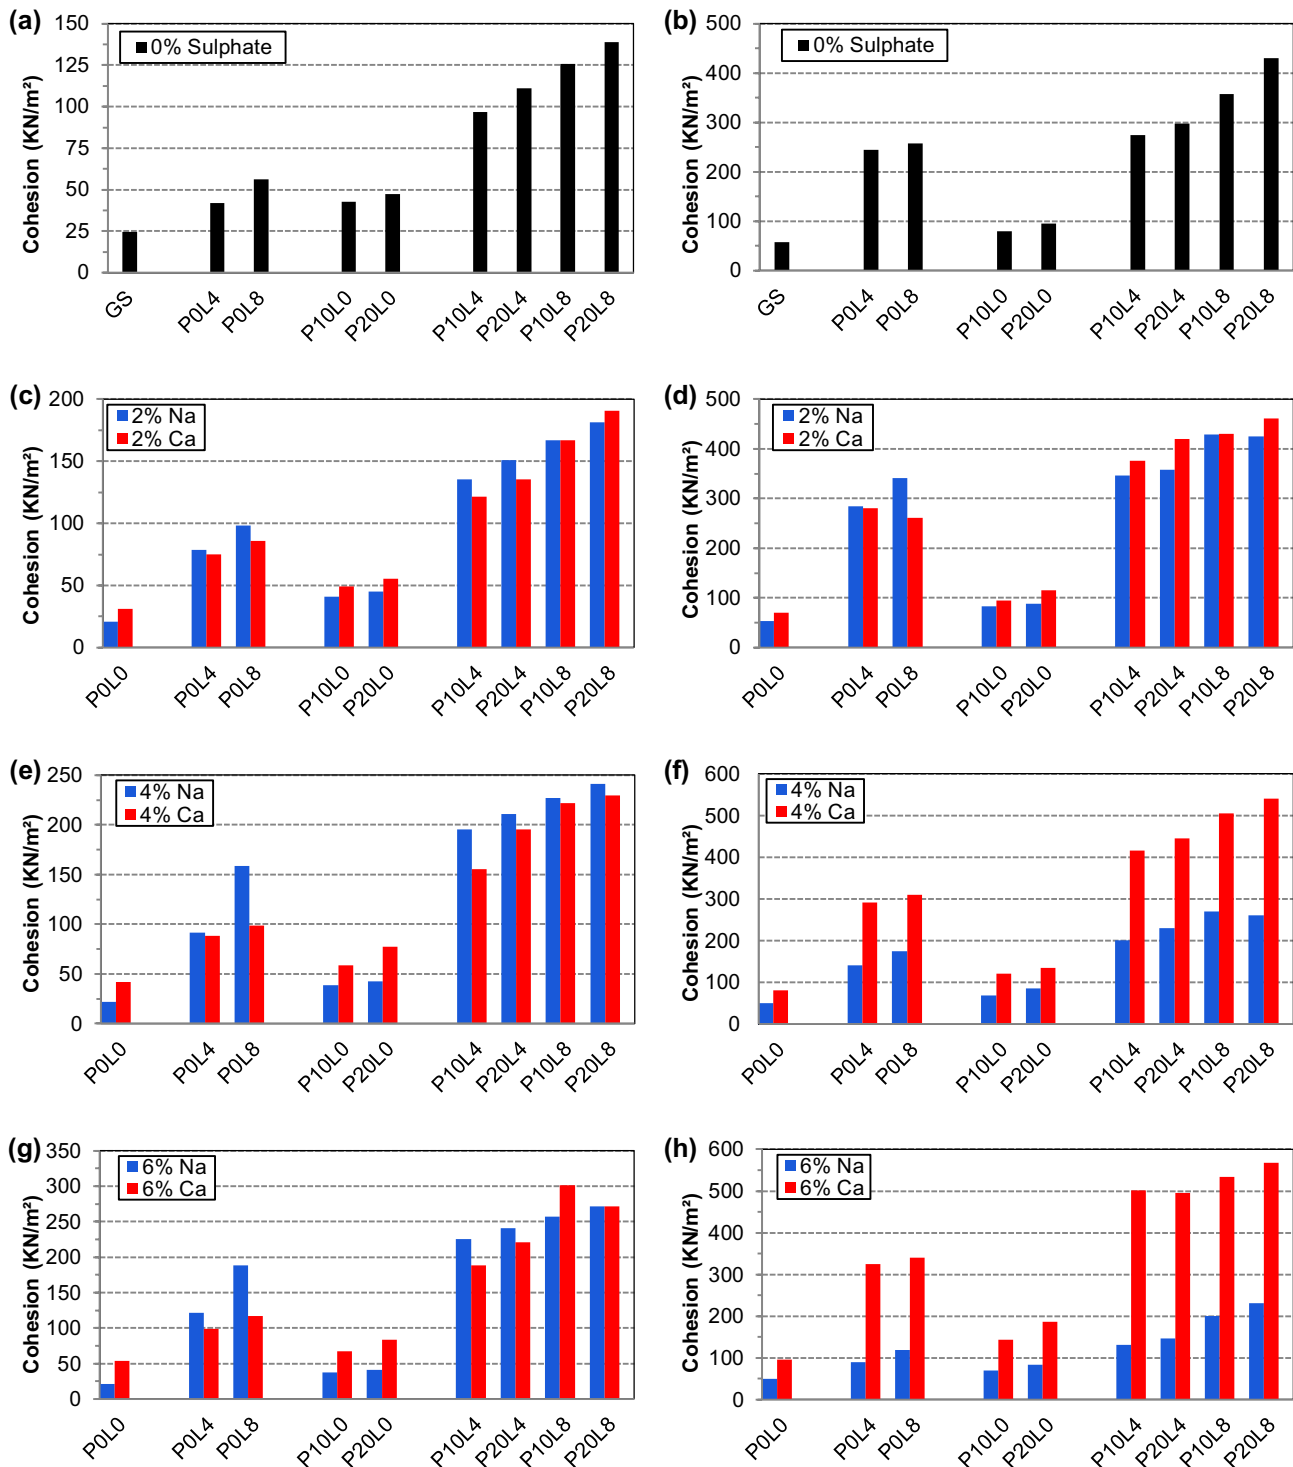 (a)
0% Sulphate
Cohesion (KN/m²)
150
125
100
75
50
25
0
GS P0L4 P0L8 P10L0 P20L0 P10L4 P20L4 P10L8 P20L8
(b)
0% Sulphate
Cohesion (KN/m²)
500
400
300
200
100
0
GS P0L4 P0L8 P10L0 P20L0 P10L4 P20L4 P10L8 P20L8
(c)
2% Na
2% Ca
Cohesion (KN/m²)
200
150
100
50
0
P0L0 P0L4 P0L8 P10L0 P20L0 P10L4 P20L4 P10L8 P20L8
(d)
2% Na
2% Ca
Cohesion (KN/m²)
500
400
300
200
100
0
P0L0 P0L4 P0L8 P10L0 P20L0 P10L4 P20L4 P10L8 P20L8
(e)
4% Na
4% Ca
Cohesion (KN/m²)
250
200
150
100
50
0
P0L0 P0L4 P0L8 P10L0 P20L0 P10L4 P20L4 P10L8 P20L8
(f)
4% Na
4% Ca
Cohesion (KN/m²)
600
500
400
300
200
100
0
P0L0 P0L4 P0L8 P10L0 P20L0 P10L4 P20L4 P10L8 P20L8
(g)
6% Na
6% Ca
Cohesion (KN/m²)
350
300
250
200
150
100
50
0
P0L0 P0L4 P0L8 P10L0 P20L0 P10L4 P20L4 P10L8 P20L8
(h)
6% Na
6% Ca
Cohesion (KN/m²)
600
500
400
300
200
100
0
P0L0 P0L4 P0L8 P10L0 P20L0 P10L4 P20L4 P10L8 P20L8